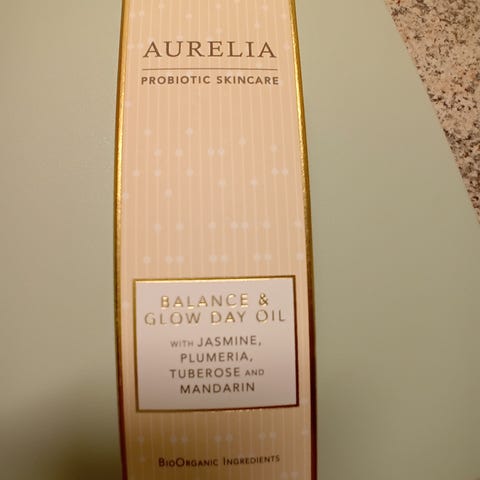 AURELIA
PROBIOTIC SKINCARE
BALANCE &
GLOW DAY OIL
WITH JASMINE,
PLUMERIA,
TUBEROSE AND
MANDARIN
BIOORGANIC INGREDIENTS